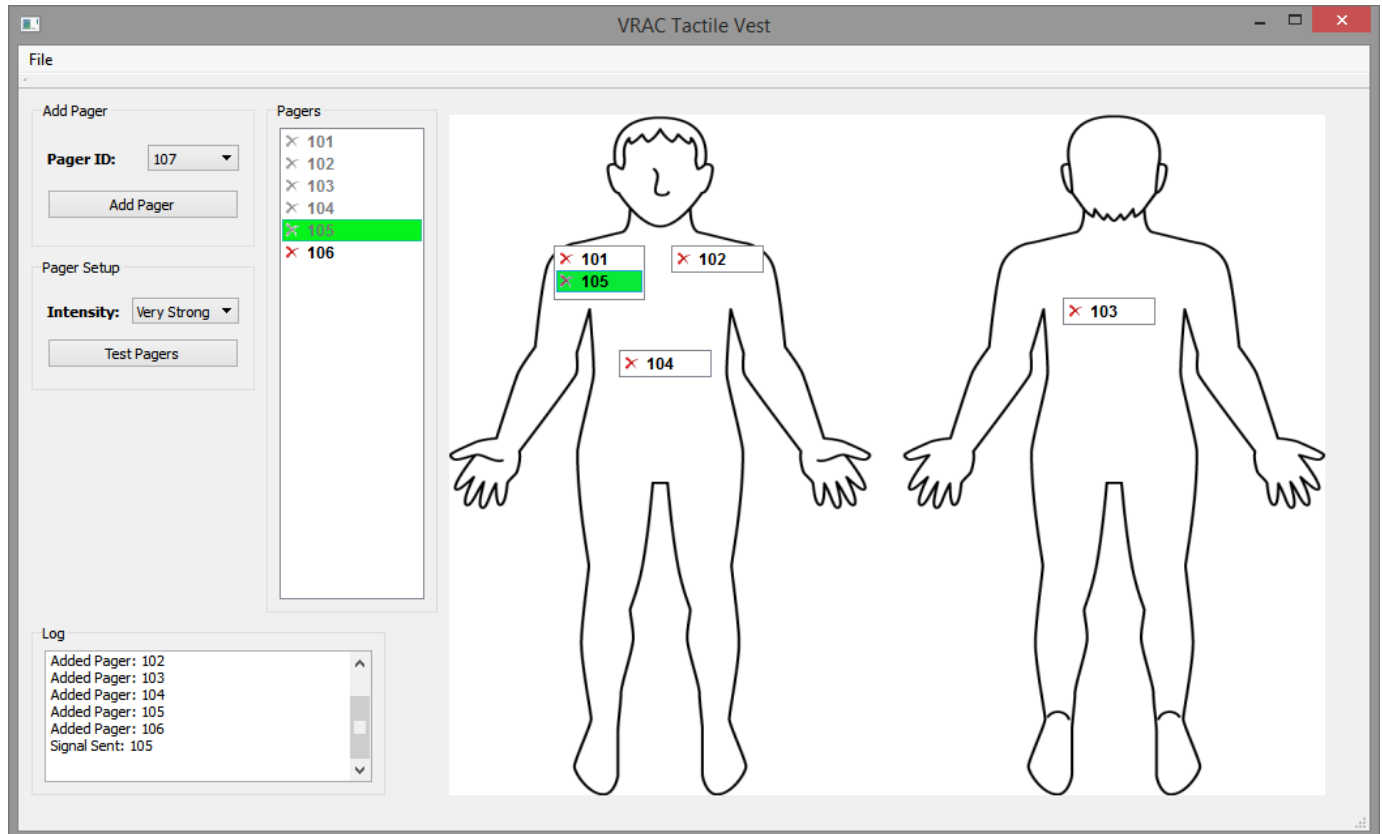 VRAC Tactile Vest
File
Add Pager
Pager ID: 107
Add Pager
Pager Setup
Intensity: Very Strong
Test Pagers
Pagers
101
102
103
104
105
106
101
105
102
104
103
Log
Added Pager: 102
Added Pager: 103
Added Pager: 104
Added Pager: 105
Added Pager: 106
Signal Sent: 105